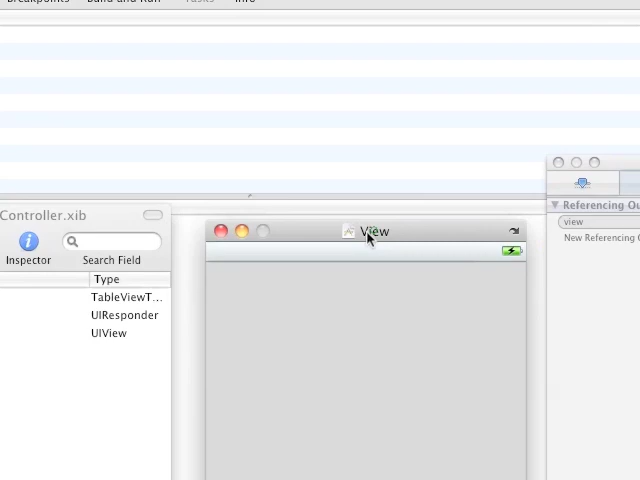 Breakpoints Build and Run Tasks Info
Controller.xib
Inspector
Search Field
Type
TableViewT...
UIResponder
UIView
View
Referencing Ou
view
New Referencing O